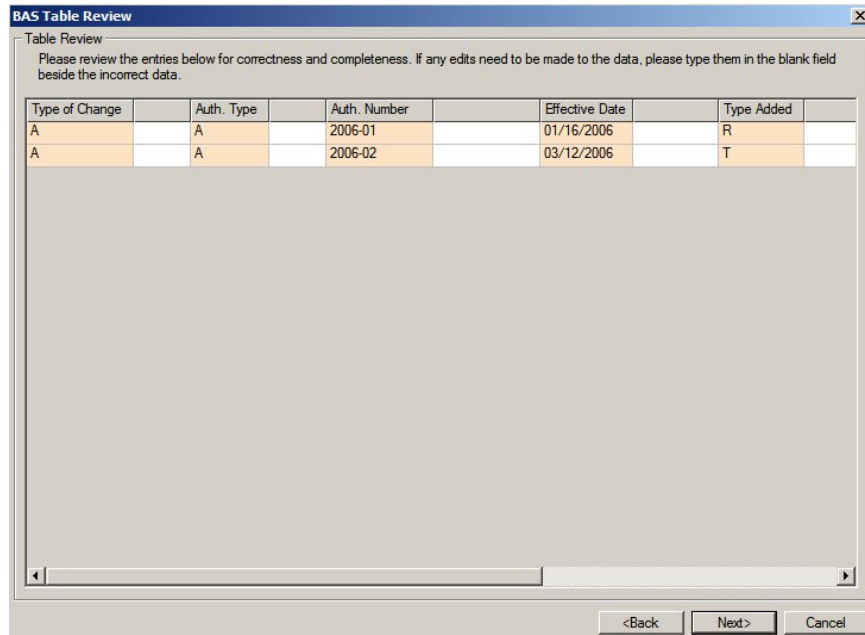 BAS Table Review
Table Review
Please review the entries below for correctness and completeness. If any edits need to be made to the data, please type them in the blank field
beside the incorrect data.
Type of Change Auth. Type Auth. Number Effective Date Type Added
A A 2006-01 01/16/2006 R
A A 2006-02 03/12/2006 T
<Back Next> Cancel